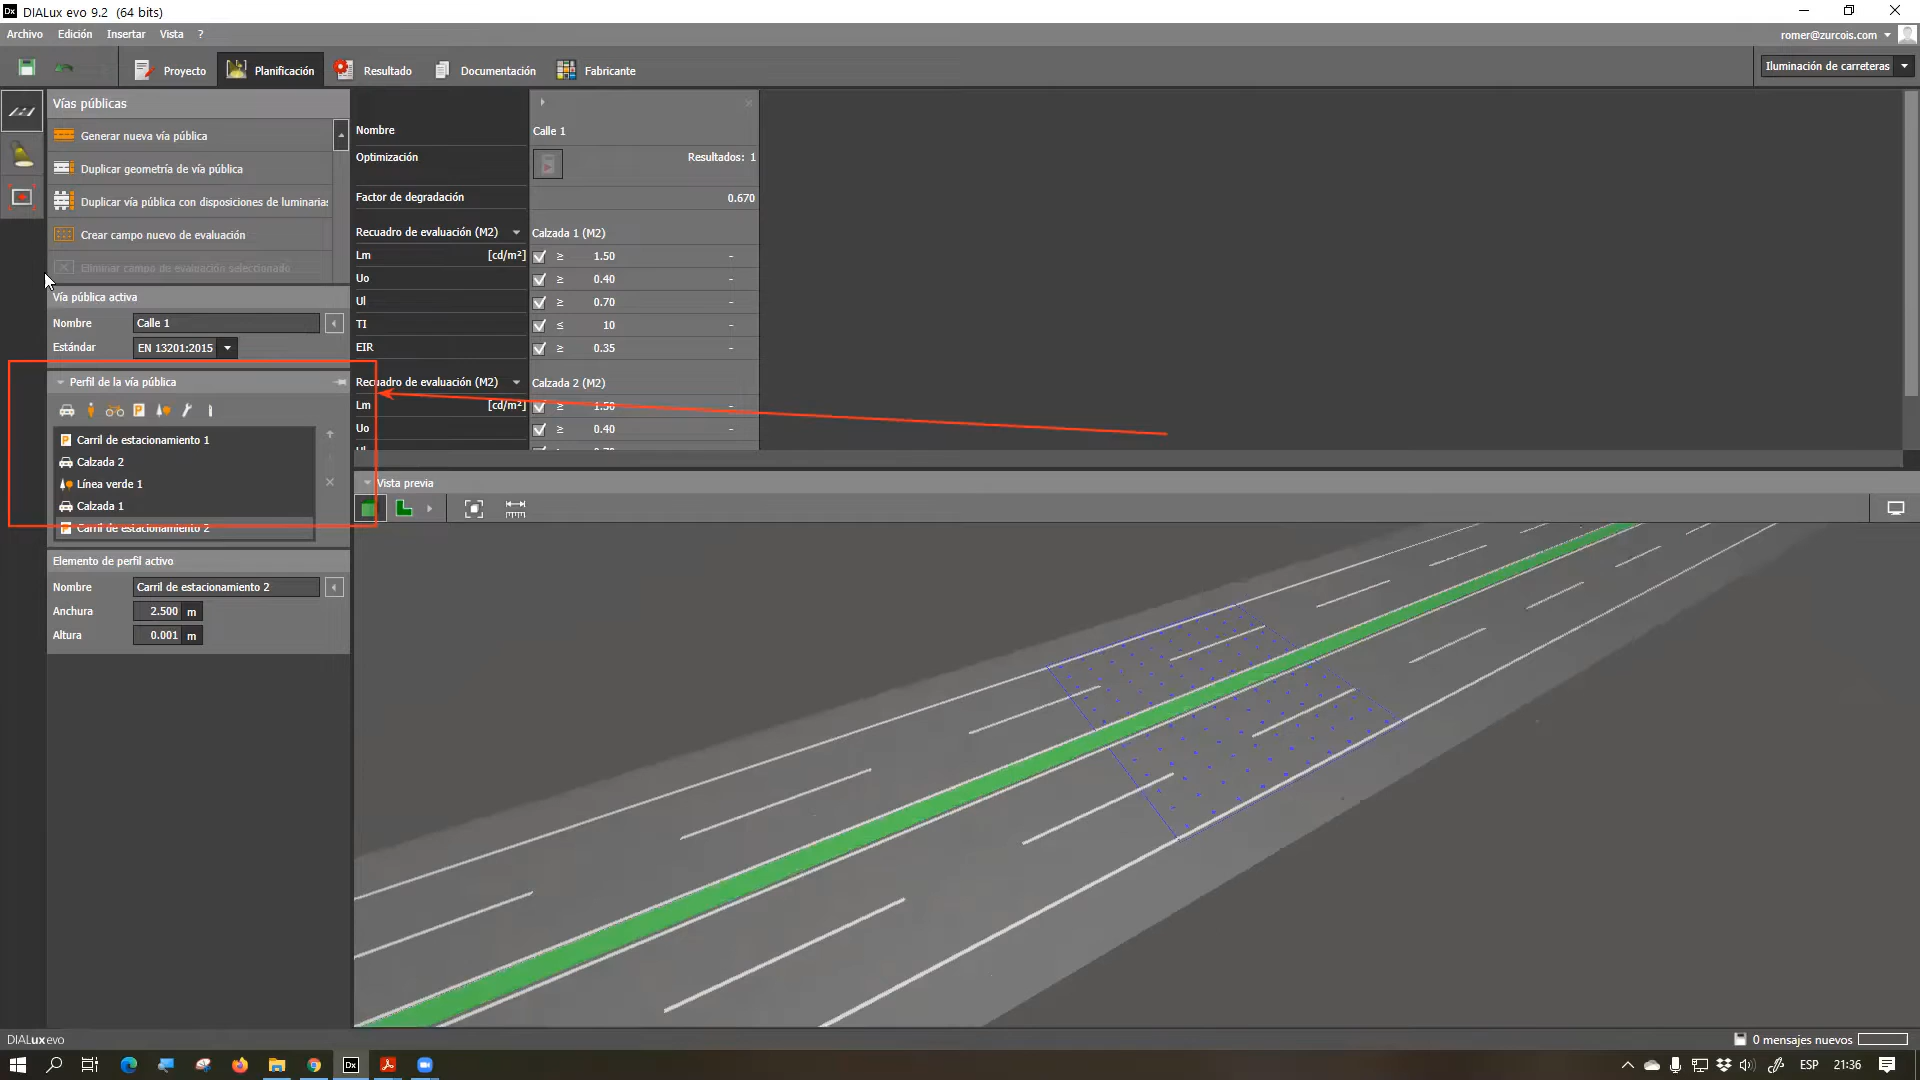 DIALux evo 9.2 (64 bits)
Archivo Edición Insertar Vista ?
romer@zurcois.com
Proyecto Planificación Resultado Documentación Fabricante
Iluminación de carreteras
Vías públicas
Generar nueva vía pública
Duplicar geometría de vía pública
Duplicar vía pública con disposiciones de luminarias
Crear campo nuevo de evaluación
Eliminar campo de evaluación seleccionado
Vía pública activa
Nombre Calle 1
Estándar EN 13201:2015
Perfil de la vía pública
Carril de estacionamiento 1
Calzada 2
Línea verde 1
Calzada 1
Carril de estacionamiento 2
Elemento de perfil activo
Nombre Carril de estacionamiento 2
Anchura 2.500 m
Altura 0.001 m
Nombre Calle 1
Optimización Resultados: 1
Factor de degradación 0.670
Recuadro de evaluación (M2) Calzada 1 (M2)
Lm [cd/m²] ≥ 1.50 -
Uo ≥ 0.40 -
Ul ≥ 0.70 -
TI ≤ 10 -
EIR ≥ 0.35 -
Recuadro de evaluación (M2) Calzada 2 (M2)
Lm [cd/m²] ≥ 1.50 -
Uo ≥ 0.40 -
Vista previa
DIALux evo
0 mensajes nuevos
Dx
ESP 21:36